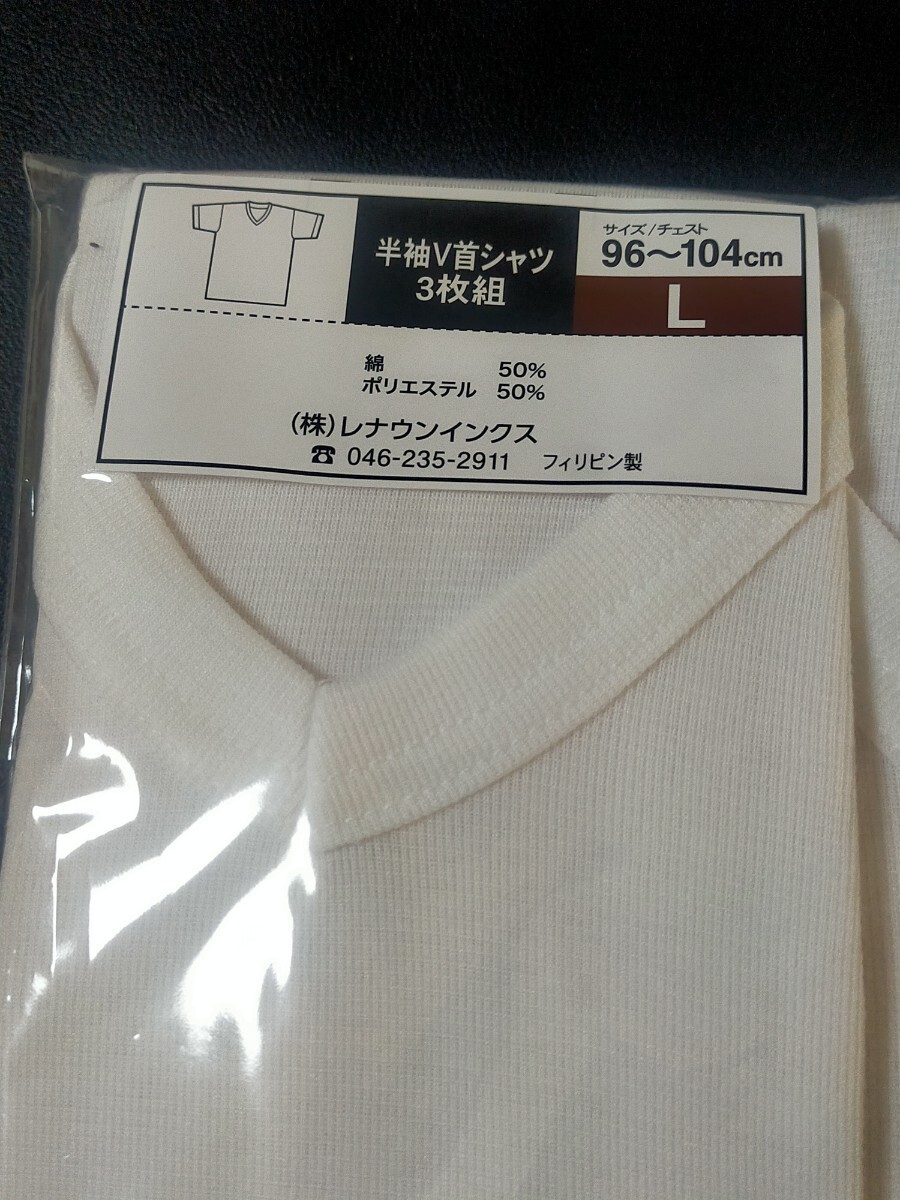 半袖V首シャツ
3枚組
サイズ/チェスト
96〜104cm
L
綿 50%
ポリエステル 50%
(株)レナウンインクス
☎ 046-235-2911 フィリピン製